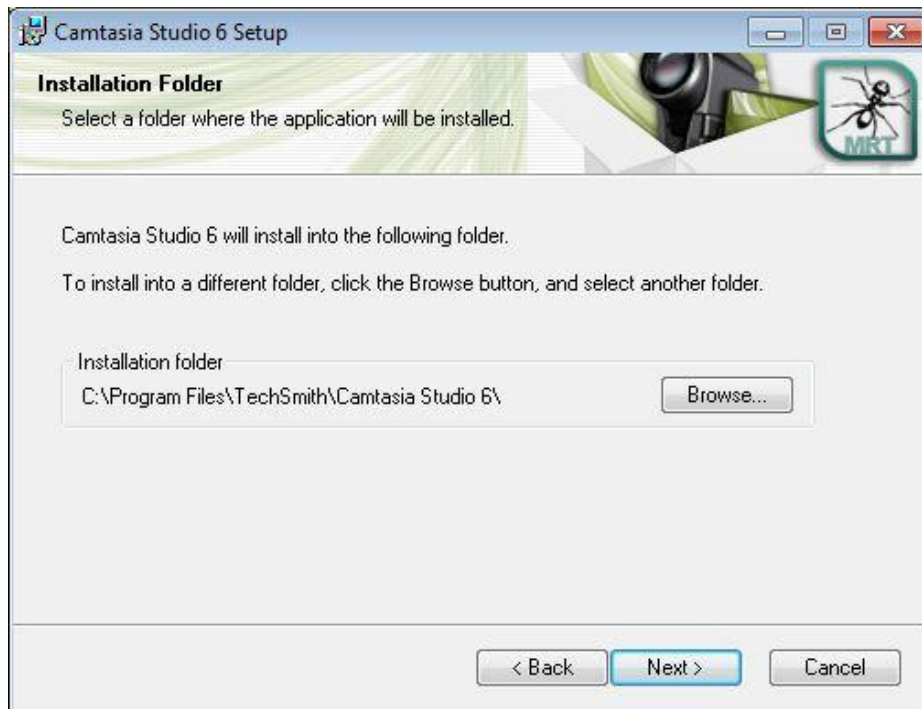 Camtasia Studio 6 Setup
Installation Folder
Select a folder where the application will be installed.
MRT
Camtasia Studio 6 will install into the following folder.
To install into a different folder, click the Browse button, and select another folder.
Installation folder
C:\Program Files\TechSmith\Camtasia Studio 6\
Browse...
< Back
Next >
Cancel